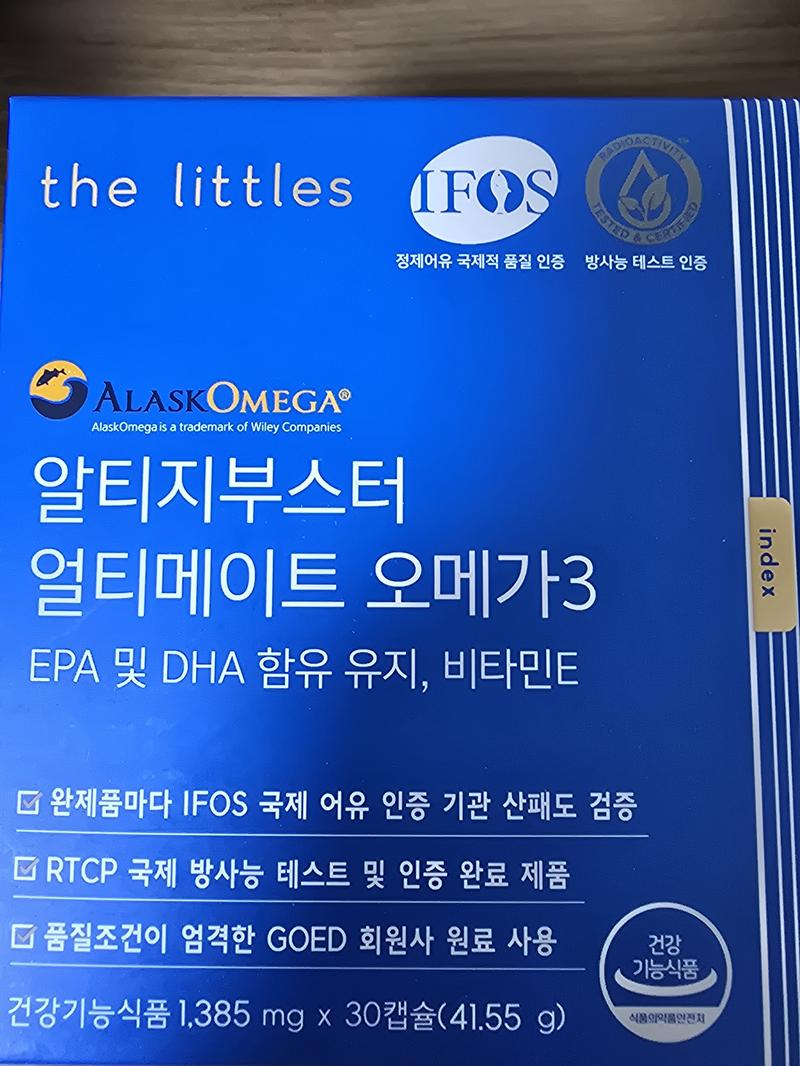 the littles
IFOS
정제어유 국제적 품질 인증
RADIOACTIVITY
TESTED & CERTIFIED
방사능 테스트 인증
ALASKOMEGA®
AlaskOmega is a trademark of Wiley Companies
알티지부스터
얼티메이트 오메가3
EPA 및 DHA 함유 유지, 비타민E
index
완제품마다 IFOS 국제 어유 인증 기관 산패도 검증
RTCP 국제 방사능 테스트 및 인증 완료 제품
품질조건이 엄격한 GOED 회원사 원료 사용
건강기능식품 1,385 mg x 30캡슐(41.55 g)
건강
기능식품
식품의약품안전처